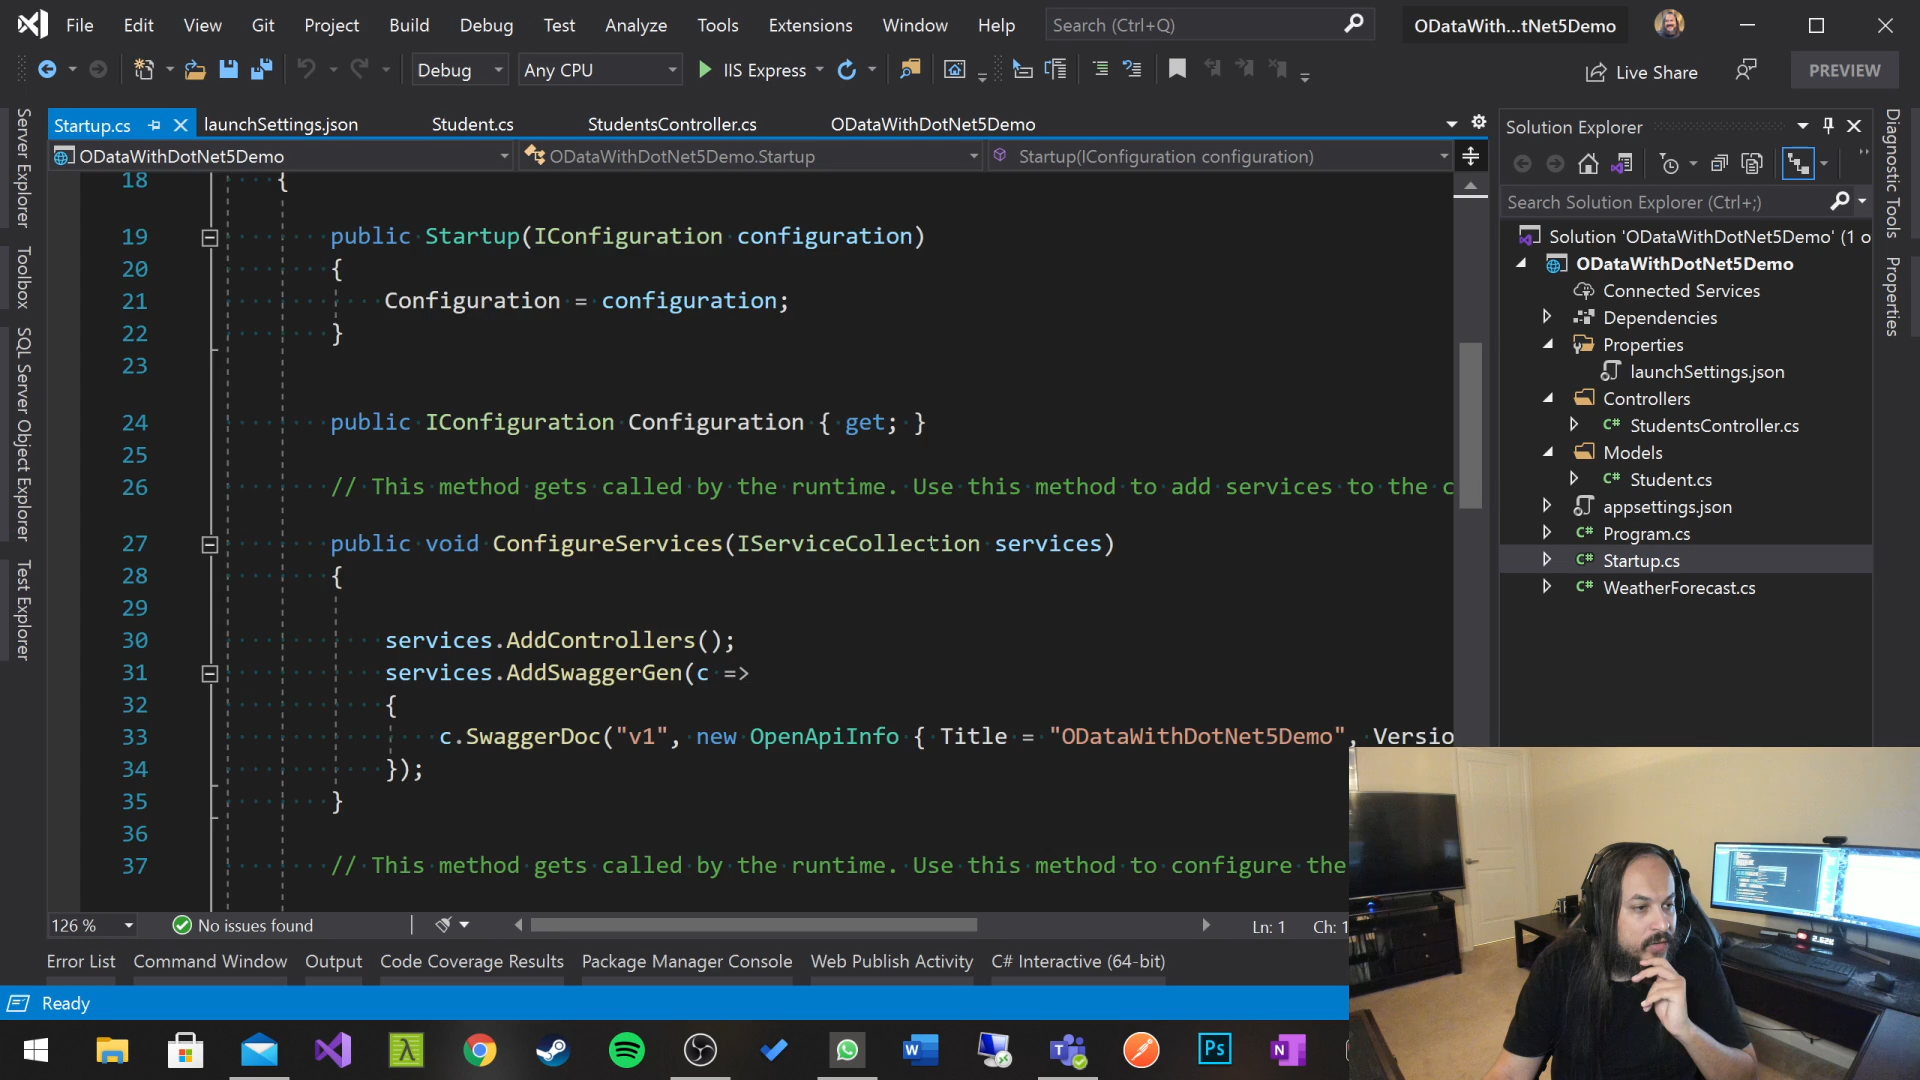 File Edit View Git Project Build Debug Test Analyze Tools Extensions Window Help Search (Ctrl+Q) ODataWith...tNet5Demo
Debug Any CPU IIS Express Live Share PREVIEW
Startup.cs launchSettings.json Student.cs StudentsController.cs ODataWithDotNet5Demo
ODataWithDotNet5Demo ODataWithDotNet5Demo.Startup Startup(IConfiguration configuration)
Server Explorer
Toolbox
SQL Server Object Explorer
Test Explorer
18 {
19 public Startup(IConfiguration configuration)
20 {
21 Configuration = configuration;
22 }
23
24 public IConfiguration Configuration { get; }
25
26 // This method gets called by the runtime. Use this method to add services to the c
27 public void ConfigureServices(IServiceCollection services)
28 {
29
30 services.AddControllers();
31 services.AddSwaggerGen(c =>
32 {
33 c.SwaggerDoc("v1", new OpenApiInfo { Title = "ODataWithDotNet5Demo", Versio
34 });
35 }
36
37 // This method gets called by the runtime. Use this method to configure the
126 % No issues found Ln: 1 Ch: 1
Error List Command Window Output Code Coverage Results Package Manager Console Web Publish Activity C# Interactive (64-bit)
Ready
Solution Explorer
Search Solution Explorer (Ctrl+;)
Solution 'ODataWithDotNet5Demo' (1 o
ODataWithDotNet5Demo
Connected Services
Dependencies
Properties
launchSettings.json
Controllers
C# StudentsController.cs
Models
C# Student.cs
appsettings.json
C# Program.cs
C# Startup.cs
C# WeatherForecast.cs
Diagnostic Tools
Properties